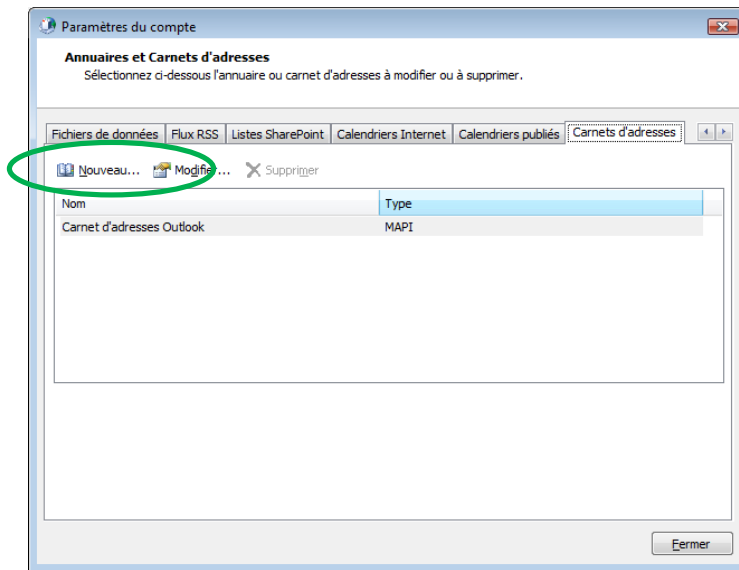 Paramètres du compte
Annuaires et Carnets d'adresses
Sélectionnez ci-dessous l'annuaire ou carnet d'adresses à modifier ou à supprimer.
Fichiers de données Flux RSS Listes SharePoint Calendriers Internet Calendriers publiés Carnets d'adresses
Nouveau... Modifier... Supprimer
Nom Type
Carnet d'adresses Outlook MAPI
Fermer